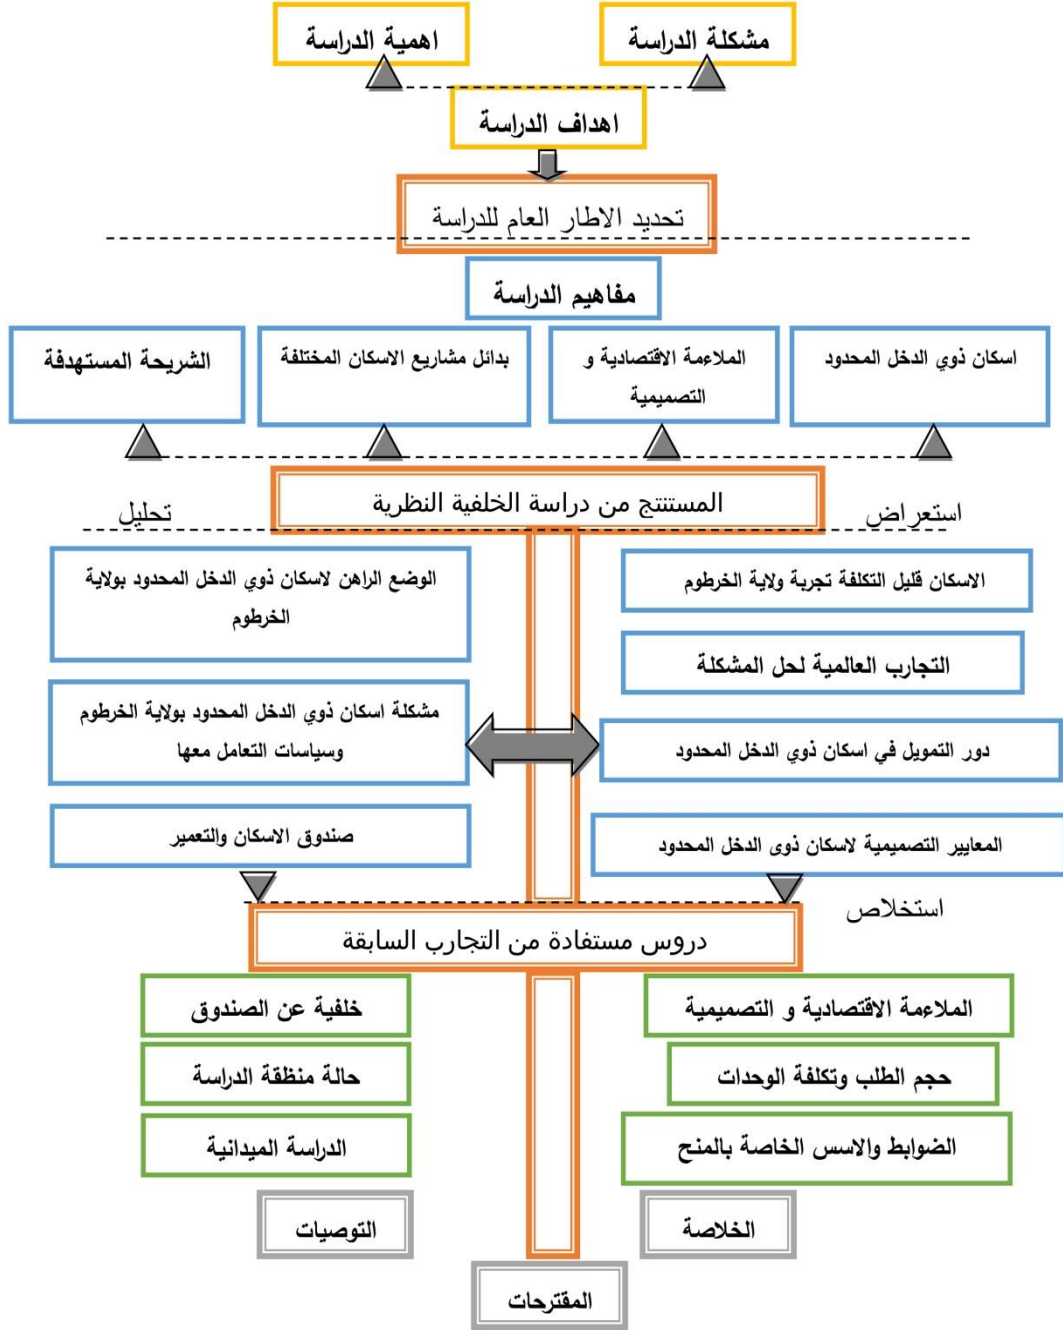 مشكلة الدراسة
اهمية الدراسة
اهداف الدراسة
تحديد الاطار العام للدراسة
مفاهيم الدراسة
اسكان ذوي الدخل المحدود
الملاءمة الاقتصادية و
التصميمية
بدائل مشاريع الاسكان المختلفة
الشريحة المستهدفة
المستنتج من دراسة الخلفية النظرية
استعراض
تحليل
الاسكان قليل التكلفة تجربة ولاية الخرطوم
الوضع الراهن لاسكان ذوي الدخل المحدود بولاية
الخرطوم
التجارب العالمية لحل المشكلة
مشكلة اسكان ذوي الدخل المحدود بولاية الخرطوم
وسياسات التعامل معها
دور التمويل في اسكان ذوي الدخل المحدود
صندوق الاسكان والتعمير
المعايير التصميمية لاسكان ذوى الدخل المحدود
استخلاص
دروس مستفادة من التجارب السابقة
الملاءمة الاقتصادية و التصميمية
خلفية عن الصندوق
حجم الطلب وتكلفة الوحدات
حالة منظقة الدراسة
الضوابط والاسس الخاصة بالمنح
الدراسة الميدانية
الخلاصة
التوصيات
المقترحات